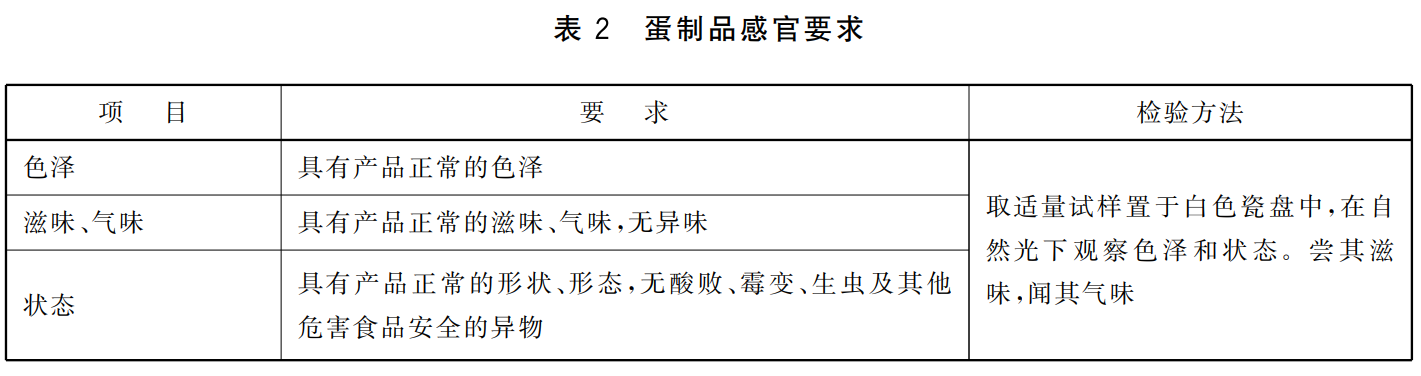 表 2 蛋制品感官要求
项 目 要 求 检验方法
色泽 具有产品正常的色泽
滋味、气味 具有产品正常的滋味、气味,无异味
状态 具有产品正常的形状、形态,无酸败、霉变、生虫及其他
危害食品安全的异物
取适量试样置于白色瓷盘中,在自
然光下观察色泽和状态。尝其滋
味,闻其气味